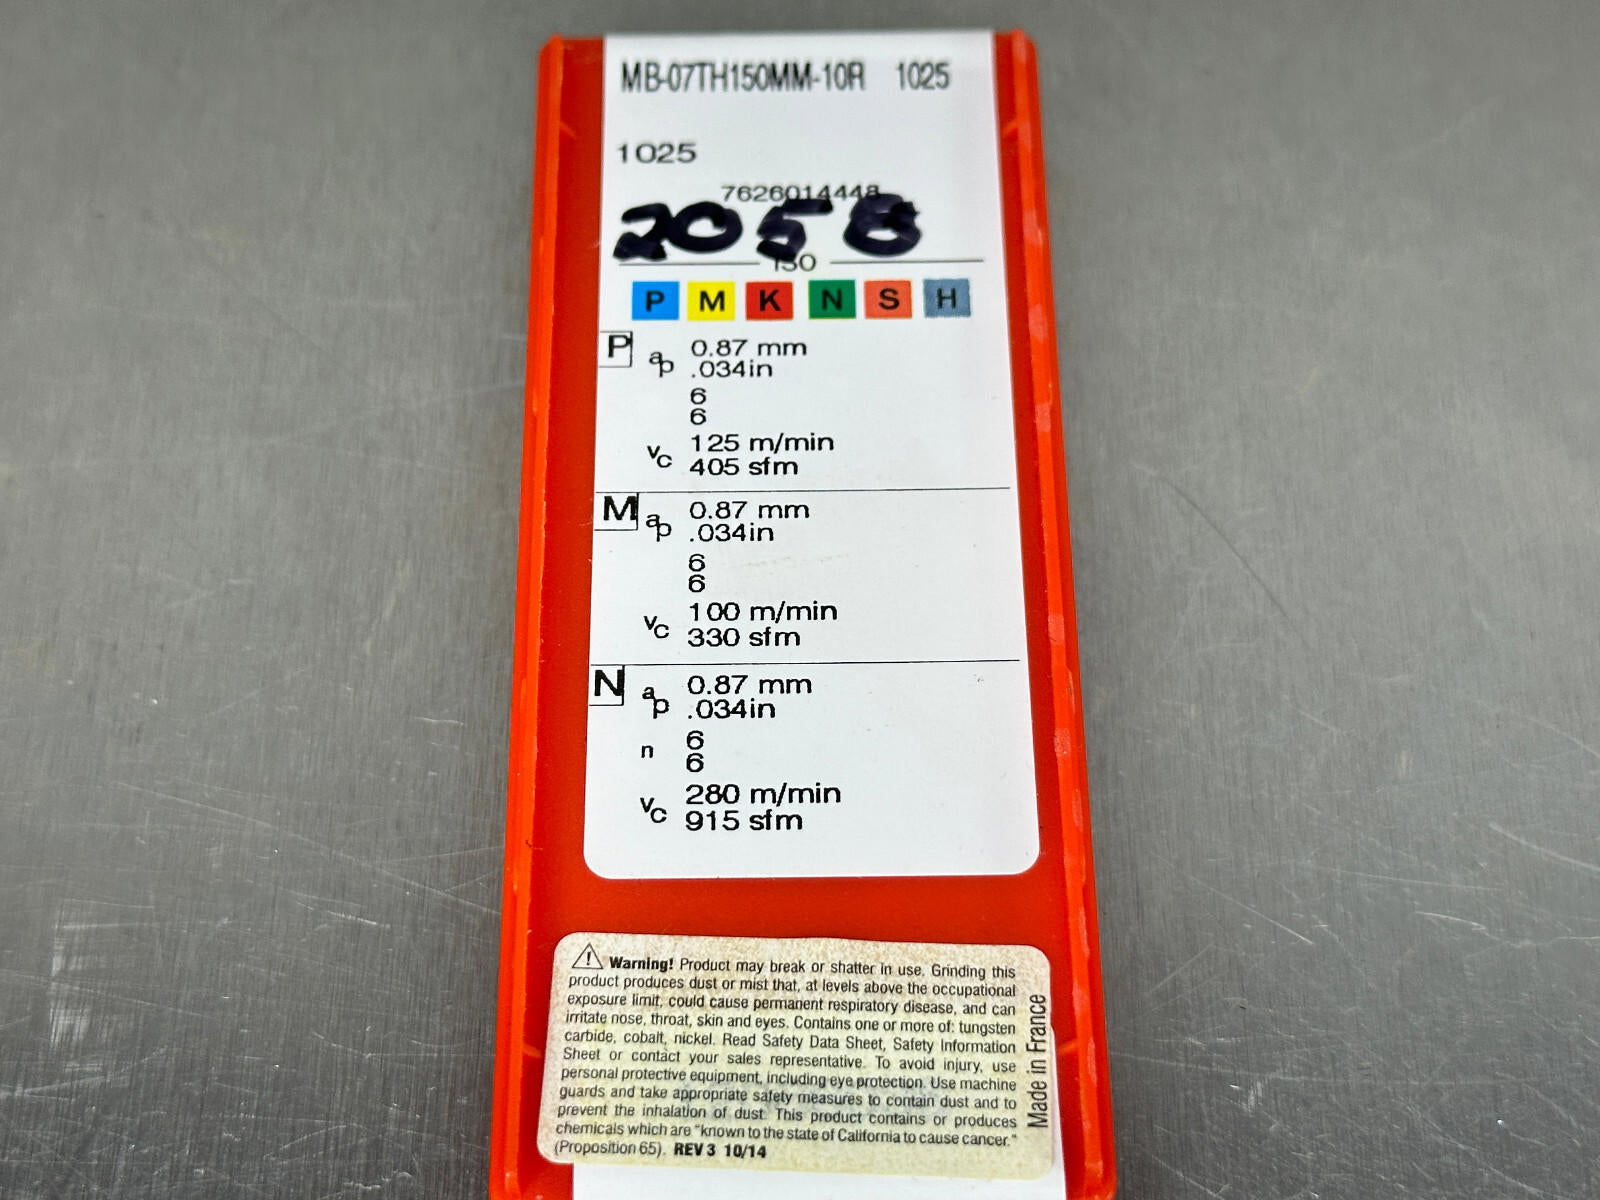 MB-07TH150MM-10R 1025
1025
7626014448
2058
ISO
P M K N S H
P ap 0.87 mm
.034in
6
6
vc 125 m/min
405 sfm
M ap 0.87 mm
.034in
6
6
vc 100 m/min
330 sfm
N ap 0.87 mm
.034in
n 6
6
vc 280 m/min
915 sfm
Warning! Product may break or shatter in use. Grinding this
product produces dust or mist that, at levels above the occupational
exposure limit, could cause permanent respiratory disease, and can
irritate nose, throat, skin and eyes. Contains one or more of: tungsten
carbide, cobalt, nickel. Read Safety Data Sheet, Safety Information
Sheet or contact your sales representative. To avoid injury, use
personal protective equipment, including eye protection. Use machine
guards and take appropriate safety measures to contain dust and to
prevent the inhalation of dust. This product contains or produces
chemicals which are "known to the state of California to cause cancer."
(Proposition 65). REV 3 10/14
Made in France